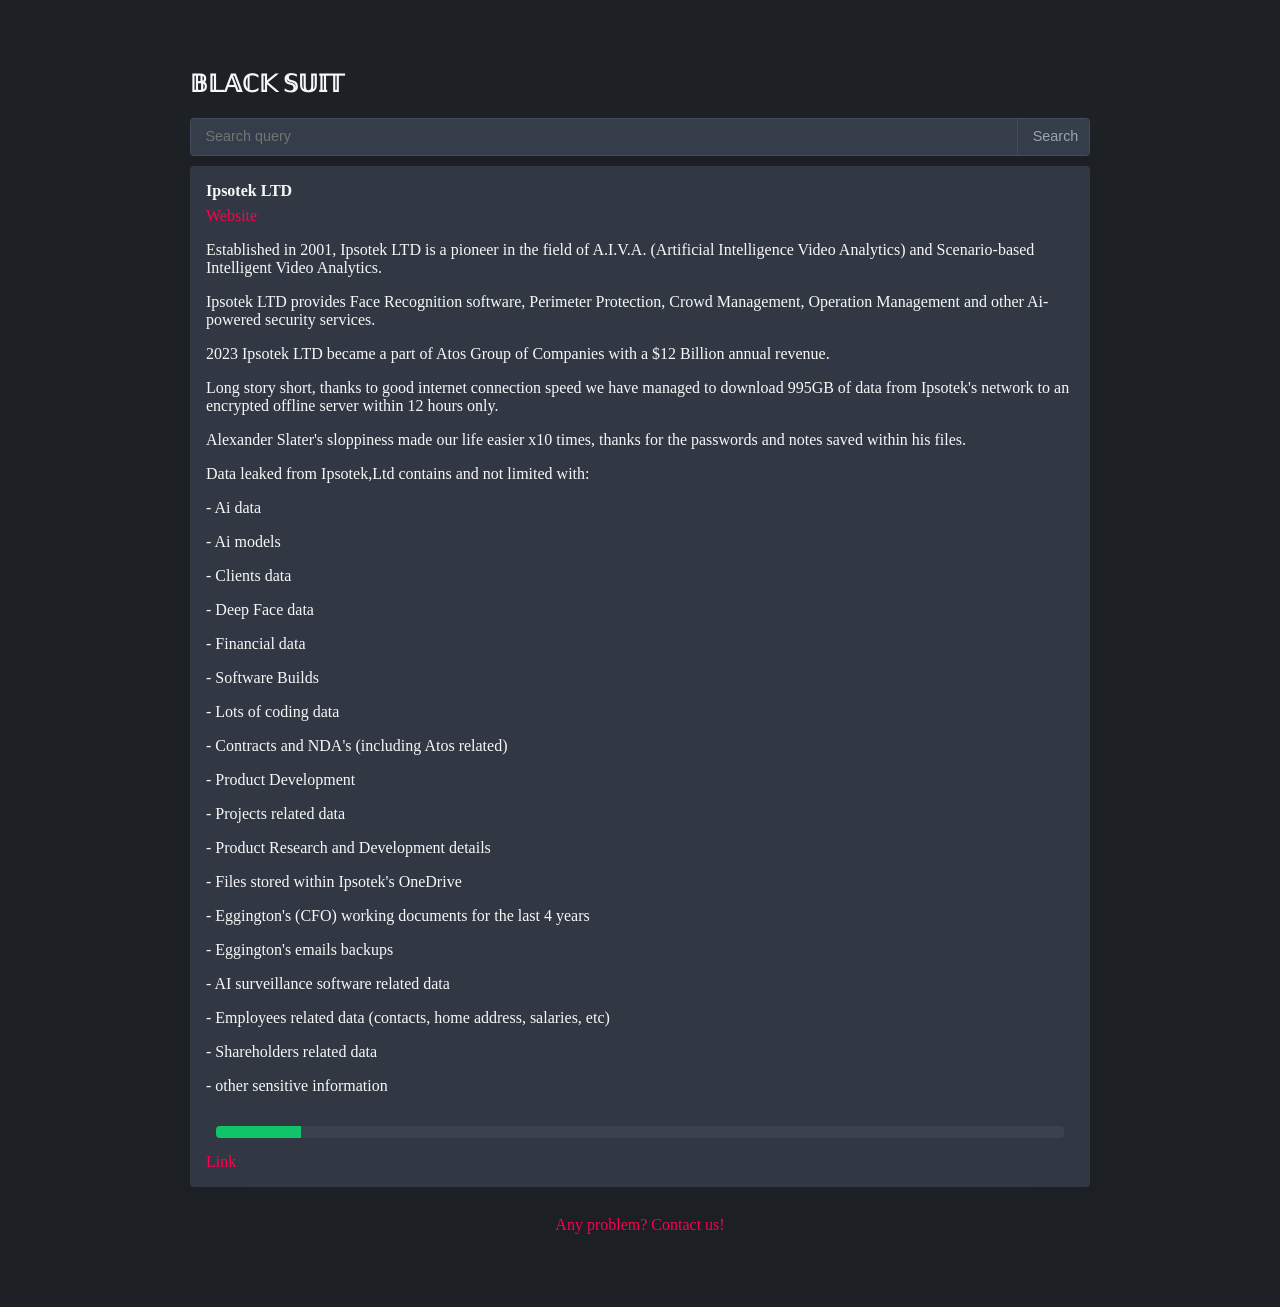 𝔹𝕃𝔸ℂ𝕂 𝕊𝕌𝕀𝕋
Search query
Search
Ipsotek LTD
Website
Established in 2001, Ipsotek LTD is a pioneer in the field of A.I.V.A. (Artificial Intelligence Video Analytics) and Scenario-based
Intelligent Video Analytics.
Ipsotek LTD provides Face Recognition software, Perimeter Protection, Crowd Management, Operation Management and other Ai-
powered security services.
2023 Ipsotek LTD became a part of Atos Group of Companies with a $12 Billion annual revenue.
Long story short, thanks to good internet connection speed we have managed to download 995GB of data from Ipsotek's network to an
encrypted offline server within 12 hours only.
Alexander Slater's sloppiness made our life easier x10 times, thanks for the passwords and notes saved within his files.
Data leaked from Ipsotek,Ltd contains and not limited with:
- Ai data
- Ai models
- Clients data
- Deep Face data
- Financial data
- Software Builds
- Lots of coding data
- Contracts and NDA's (including Atos related)
- Product Development
- Projects related data
- Product Research and Development details
- Files stored within Ipsotek's OneDrive
- Eggington's (CFO) working documents for the last 4 years
- Eggington's emails backups
- AI surveillance software related data
- Employees related data (contacts, home address, salaries, etc)
- Shareholders related data
- other sensitive information
Link
Any problem? Contact us!